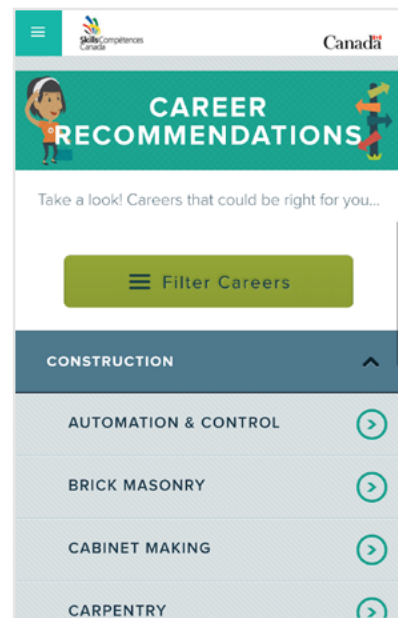 Skills Compétences
Canada
Canada
CAREER
RECOMMENDATIONS
Take a look! Careers that could be right for you...
Filter Careers
CONSTRUCTION
AUTOMATION & CONTROL
BRICK MASONRY
CABINET MAKING
CARPENTRY